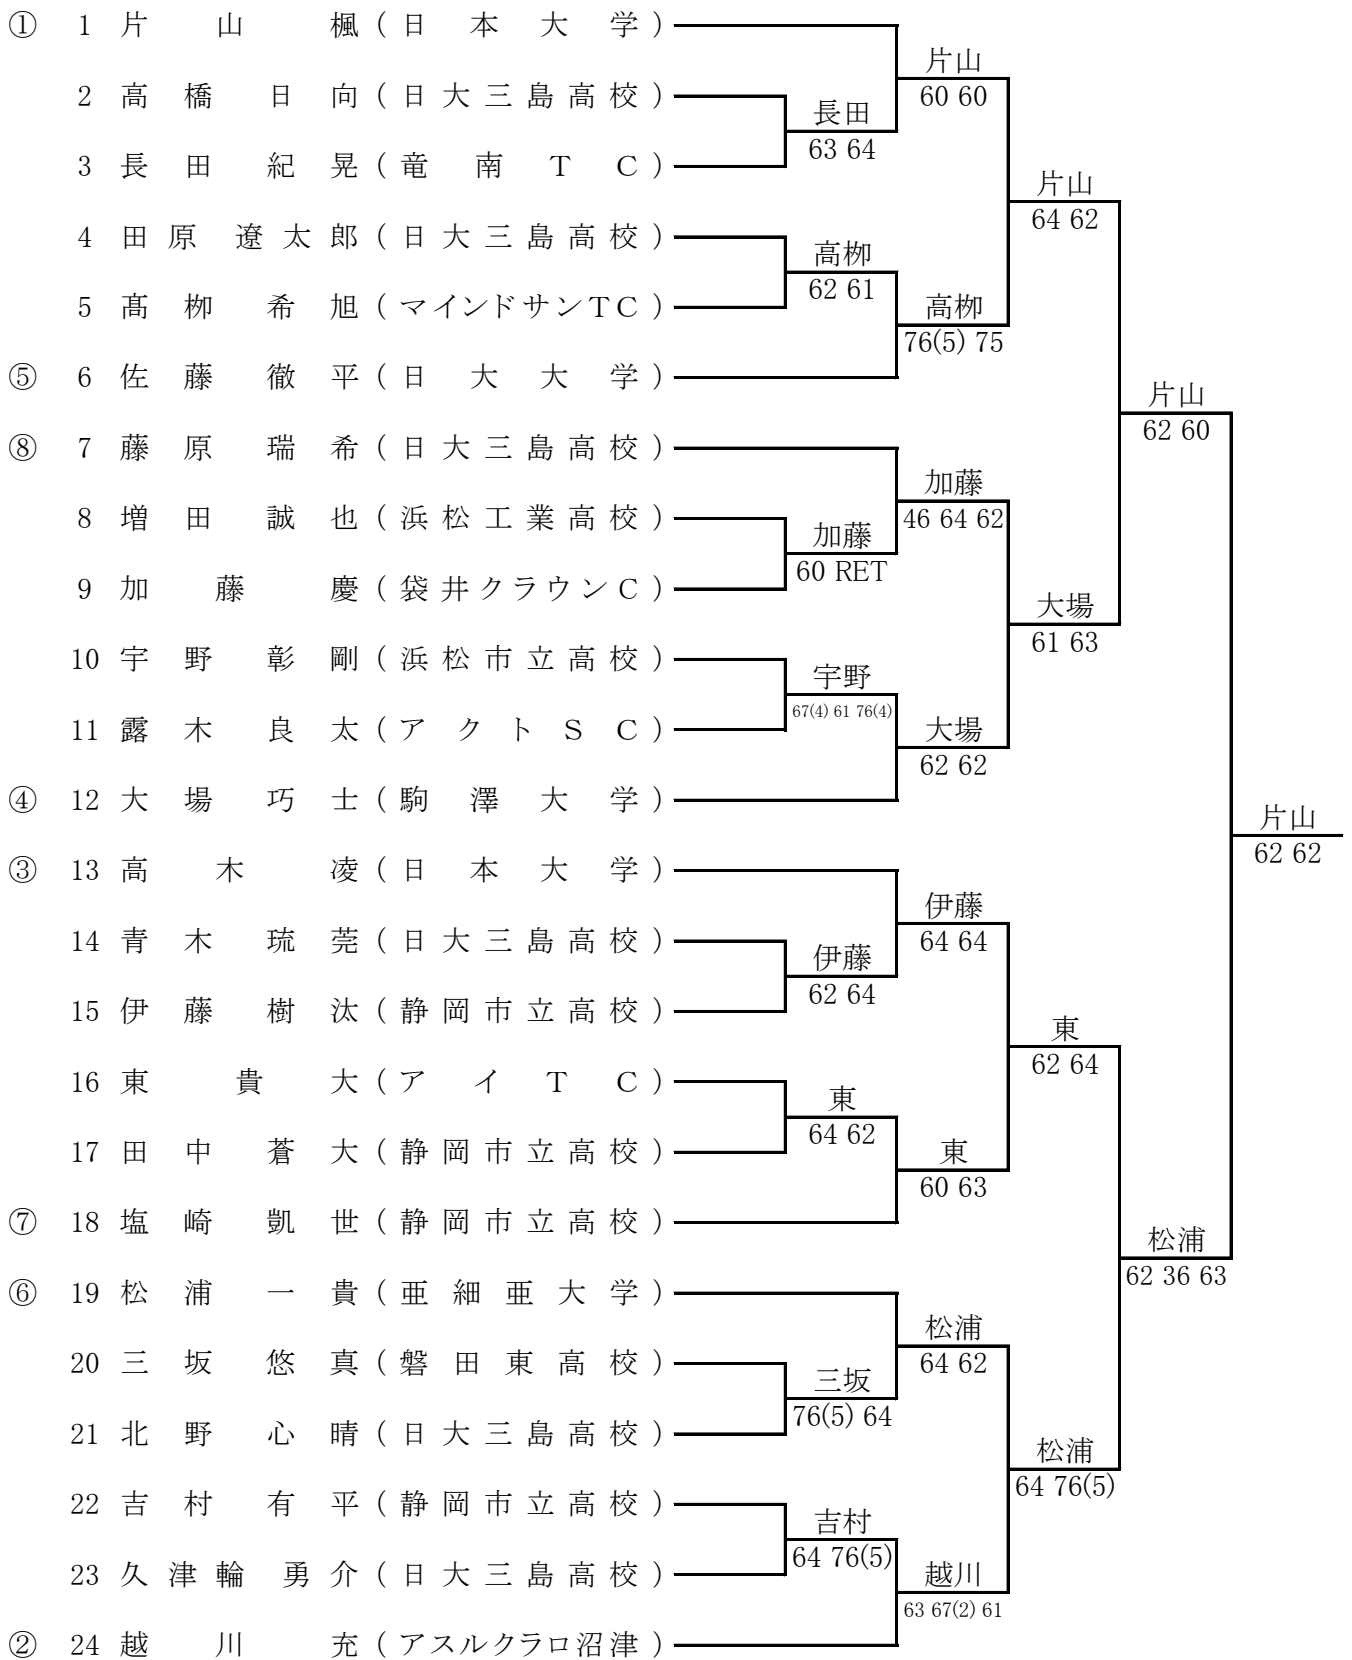 ① 1 片山楓(日本大学)
片山
2 高橋日向(日大三島高校)
60 60
長田
63 64
3 長田紀晃(竜南TC)
片山
64 62
4 田原遼太郎(日大三島高校)
高栁
62 61
5 髙栁希旭(マインドサンTC)
高栁
76(5) 75
⑤ 6 佐藤徹平(日大大学)
片山
62 60
⑧ 7 藤原瑞希(日大三島高校)
加藤
46 64 62
8 増田誠也(浜松工業高校)
加藤
60 RET
9 加藤慶(袋井クラウンC)
大場
61 63
10 宇野彰剛(浜松市立高校)
宇野
67(4) 61 76(4)
11 露木良太(アクトSC)
大場
62 62
④ 12 大場巧士(駒澤大学)
片山
62 62
③ 13 高木凌(日本大学)
伊藤
64 64
14 青木琉莞(日大三島高校)
伊藤
62 64
15 伊藤樹汰(静岡市立高校)
東
62 64
16 東貴大(アイTC)
東
64 62
17 田中蒼大(静岡市立高校)
東
60 63
⑦ 18 塩崎凱世(静岡市立高校)
松浦
62 36 63
⑥ 19 松浦一貴(亜細亜大学)
松浦
64 62
20 三坂悠真(磐田東高校)
三坂
76(5) 64
21 北野心晴(日大三島高校)
松浦
64 76(5)
22 吉村有平(静岡市立高校)
吉村
64 76(5)
23 久津輪勇介(日大三島高校)
越川
63 67(2) 61
② 24 越川充(アスルクラロ沼津)